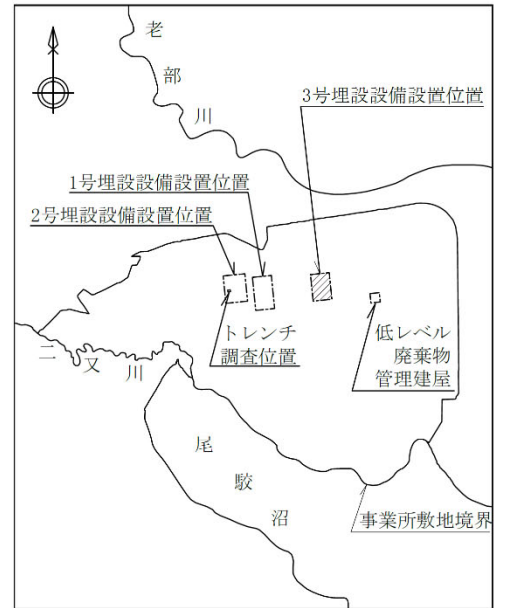 老部川
3号埋設設備設置位置
1号埋設設備設置位置
2号埋設設備設置位置
トレンチ
調査位置
低レベル
廃棄物
管理建屋
二又川
尾駮沼
事業所敷地境界